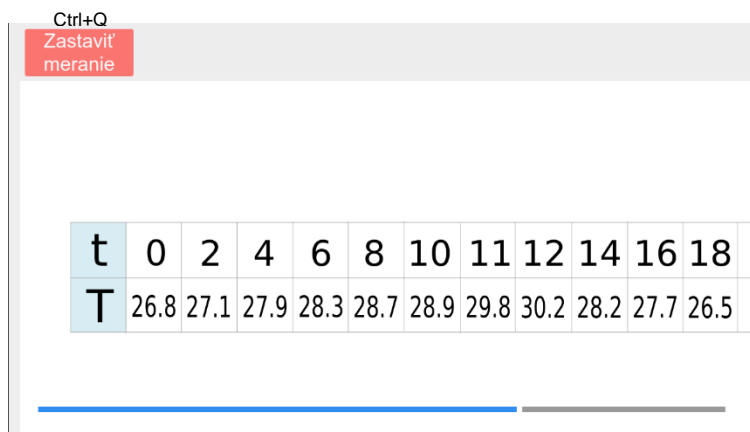 Ctrl+Q
Zastaviť
meranie
t 0 2 4 6 8 10 11 12 14 16 18
T 26.8 27.1 27.9 28.3 28.7 28.9 29.8 30.2 28.2 27.7 26.5